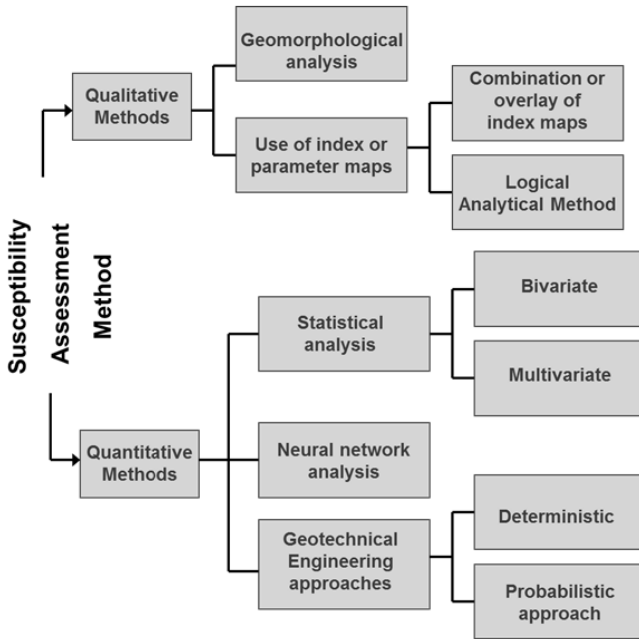 Susceptibility
Assessment
Method
Qualitative
Methods
Geomorphological
analysis
Use of index or
parameter maps
Combination or
overlay of
index maps
Logical
Analytical Method
Quantitative
Methods
Statistical
analysis
Bivariate
Multivariate
Neural network
analysis
Geotechnical
Engineering
approaches
Deterministic
Probabilistic
approach